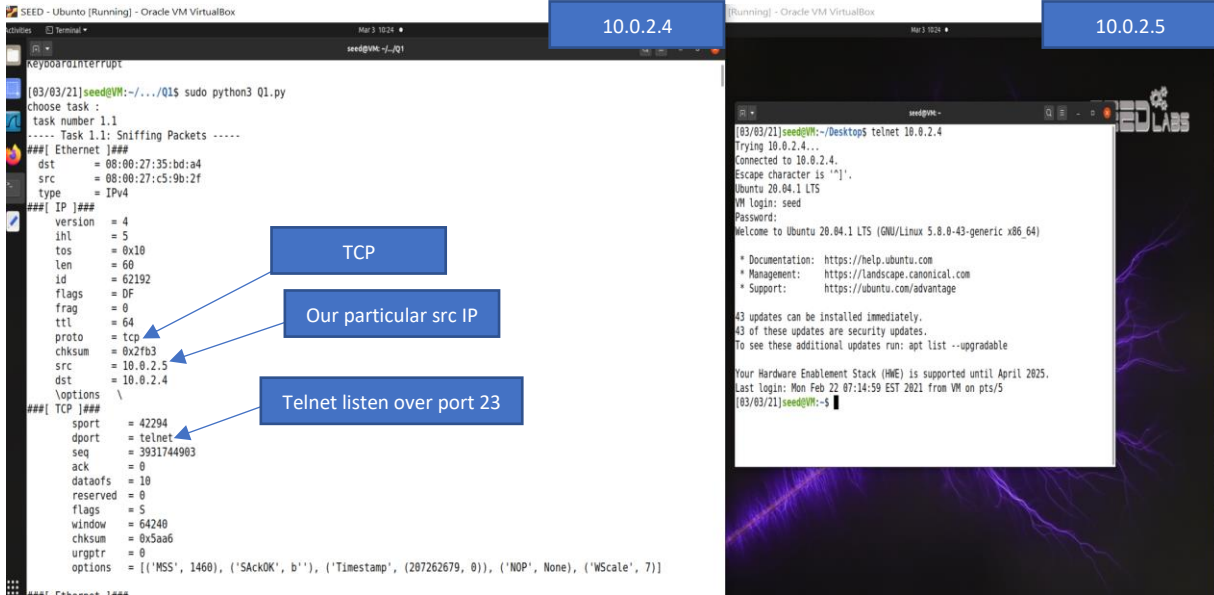 SEED - Ubunto [Running] - Oracle VM VirtualBox
10.0.2.4
Activities Terminal ▾ Mar 3 10:24
seed@VM: ~/.../Q1
KeyboardInterrupt
[03/03/21]seed@VM:~/.../Q1$ sudo python3 Q1.py
choose task :
task number 1.1
----- Task 1.1: Sniffing Packets -----
###[ Ethernet ]###
dst = 08:00:27:35:bd:a4
src = 08:00:27:c5:9b:2f
type = IPv4
###[ IP ]###
version = 4
ihl = 5
tos = 0x10
len = 60
id = 62192
flags = DF
frag = 0
ttl = 64
proto = tcp
chksum = 0x2fb3
src = 10.0.2.5
dst = 10.0.2.4
\options \
###[ TCP ]###
sport = 42294
dport = telnet
seq = 3931744903
ack = 0
dataofs = 10
reserved = 0
flags = S
window = 64240
chksum = 0x5aa6
urgptr = 0
options = [('MSS', 1460), ('SAckOK', b''), ('Timestamp', (207262679, 0)), ('NOP', None), ('WScale', 7)]
###[ Ethernet ]###
TCP
Our particular src IP
Telnet listen over port 23
[Running] - Oracle VM VirtualBox
10.0.2.5
Mar 3 10:24
SEED LABS
seed@VM: ~
[03/03/21]seed@VM:~/Desktop$ telnet 10.0.2.4
Trying 10.0.2.4...
Connected to 10.0.2.4.
Escape character is '^]'.
Ubuntu 20.04.1 LTS
VM login: seed
Password:
Welcome to Ubuntu 20.04.1 LTS (GNU/Linux 5.8.0-43-generic x86_64)
* Documentation: https://help.ubuntu.com
* Management: https://landscape.canonical.com
* Support: https://ubuntu.com/advantage
43 updates can be installed immediately.
43 of these updates are security updates.
To see these additional updates run: apt list --upgradable
Your Hardware Enablement Stack (HWE) is supported until April 2025.
Last login: Mon Feb 22 07:14:59 EST 2021 from VM on pts/5
[03/03/21]seed@VM:~$